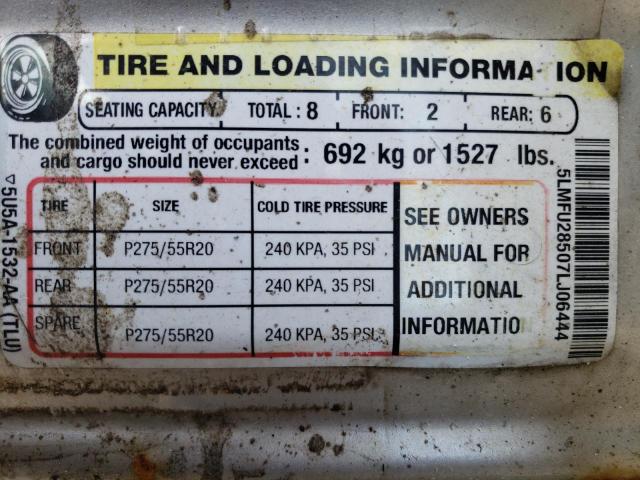 TIRE AND LOADING INFORMA ION
SEATING CAPACITY TOTAL : 8 FRONT: 2 REAR: 6
The combined weight of occupants
and cargo should never exceed : 692 kg or 1527 lbs.
TIRE SIZE COLD TIRE PRESSURE
FRONT P275/55R20 240 KPA, 35 PSI
REAR P275/55R20 240 KPA, 35 PSI
SPARE P275/55R20 240 KPA, 35 PSI
SEE OWNERS
MANUAL FOR
ADDITIONAL
INFORMATIO
▽5U5A-1532-AA (TLU)
5LMFU28507LJ06444